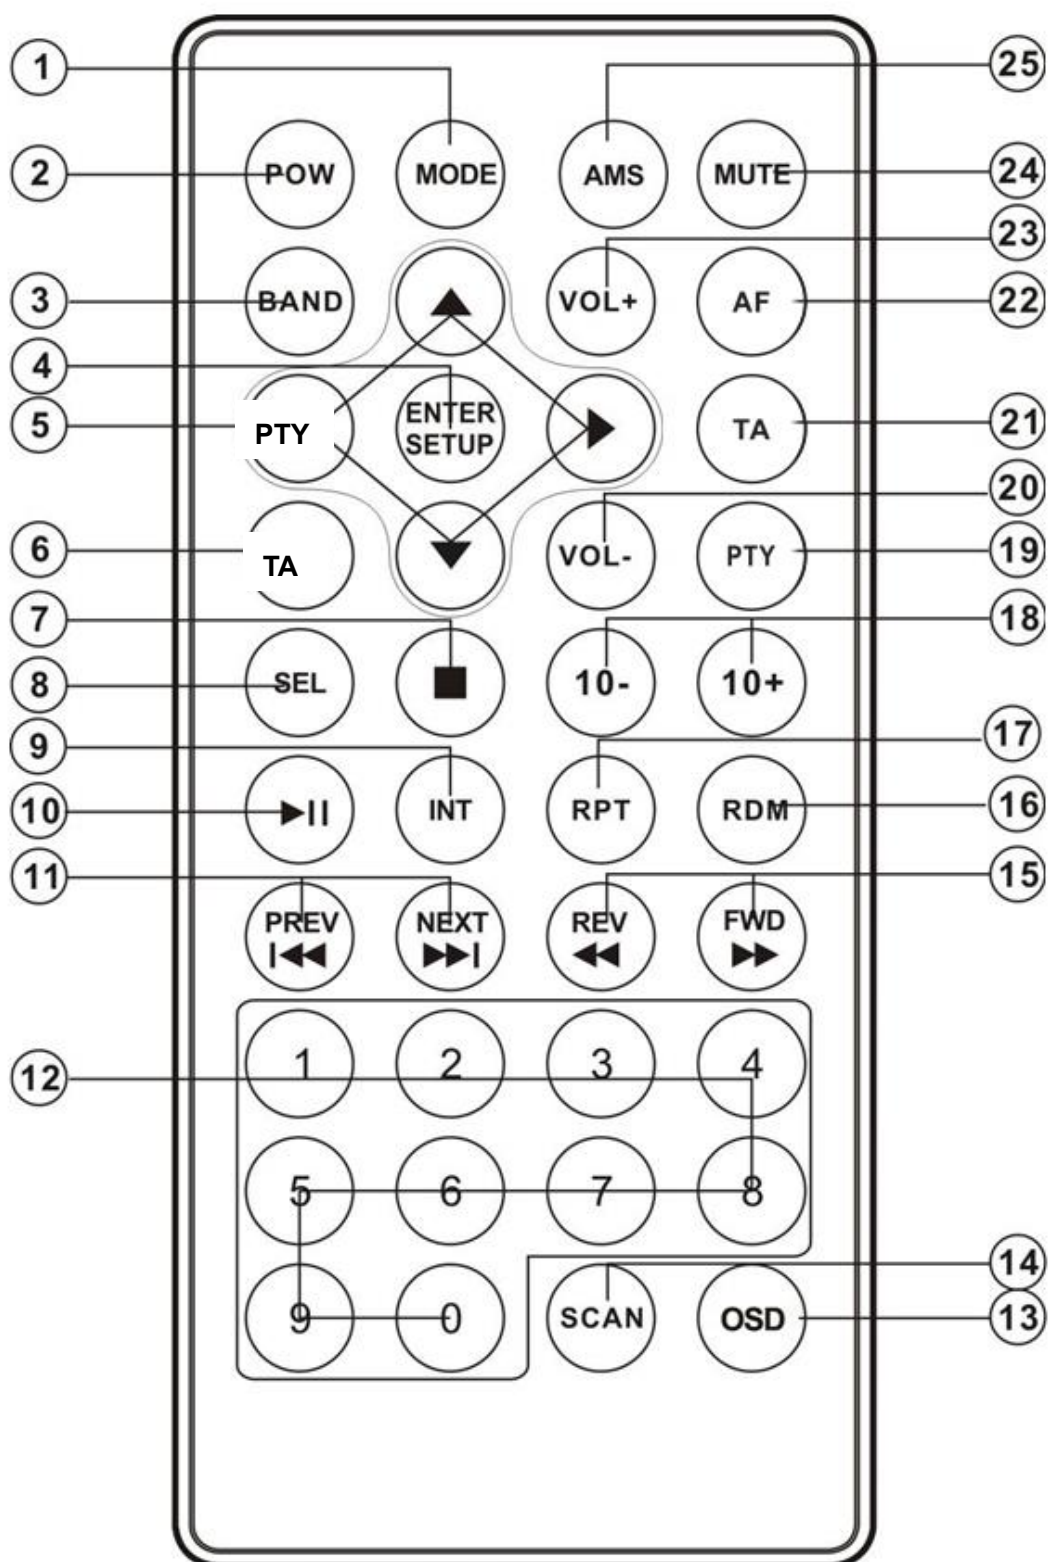 1
25
2
POW
MODE
AMS
MUTE
24
23
3
BAND
VOL+
AF
22
4
5
PTY
ENTER
SETUP
TA
21
20
6
TA
VOL-
PTY
19
7
18
8
SEL
10-
10+
9
17
10
INT
RPT
RDM
16
11
15
PREV
NEXT
REV
FWD
1
2
3
4
12
5
6
7
8
14
9
0
SCAN
OSD
13